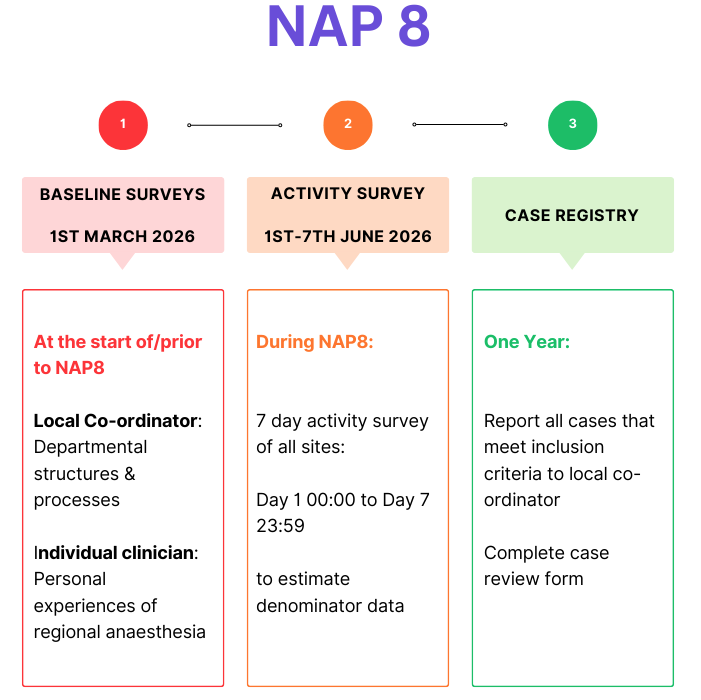 NAP 8
1
2
3
BASELINE SURVEYS
1ST MARCH 2026
ACTIVITY SURVEY
1ST-7TH JUNE 2026
CASE REGISTRY
At the start of/prior
to NAP8
Local Co-ordinator:
Departmental
structures &
processes
Individual clinician:
Personal
experiences of
regional anaesthesia
During NAP8:
7 day activity survey
of all sites:
Day 1 00:00 to Day 7
23:59
to estimate
denominator data
One Year:
Report all cases that
meet inclusion
criteria to local co-
ordinator
Complete case
review form